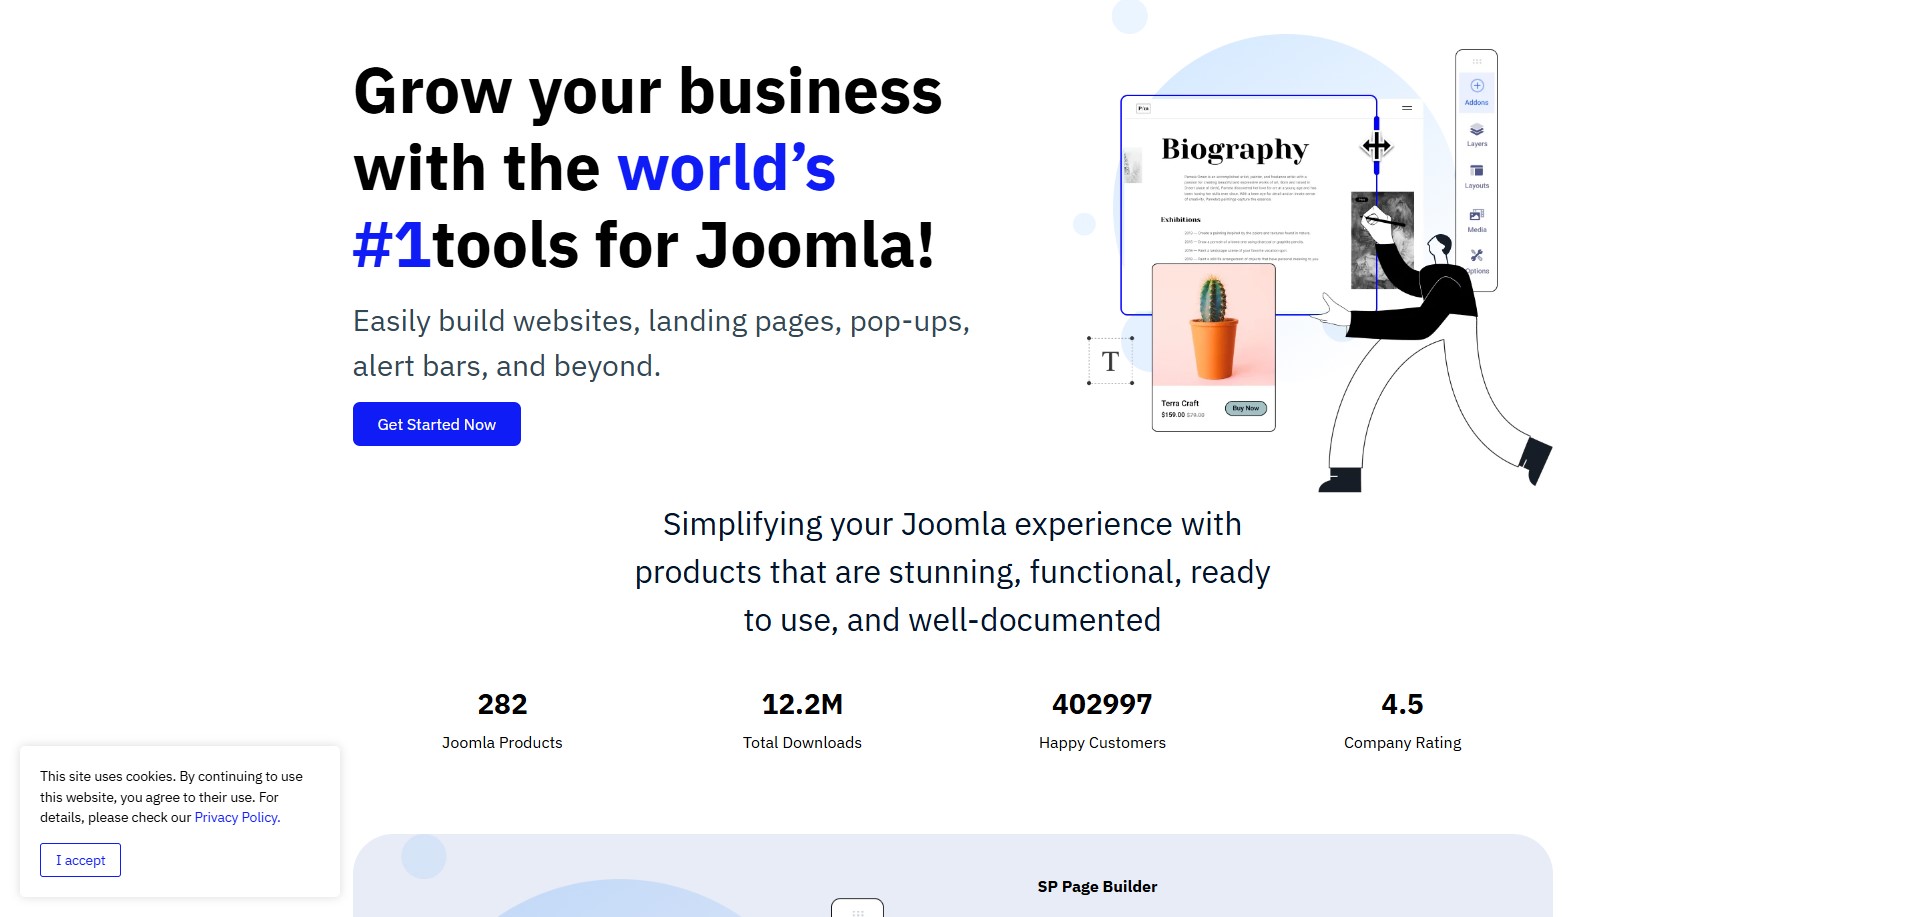 Grow your business
with the world’s
#1tools for Joomla!
Easily build websites, landing pages, pop-ups,
alert bars, and beyond.
Get Started Now
Biography
Exhibitions
Addons
Layers
Layouts
Media
Options
T
Terra Craft
$159.00 $79.00
Buy Now
Simplifying your Joomla experience with
products that are stunning, functional, ready
to use, and well-documented
282
Joomla Products
12.2M
Total Downloads
402997
Happy Customers
4.5
Company Rating
This site uses cookies. By continuing to use
this website, you agree to their use. For
details, please check our Privacy Policy.
I accept
SP Page Builder